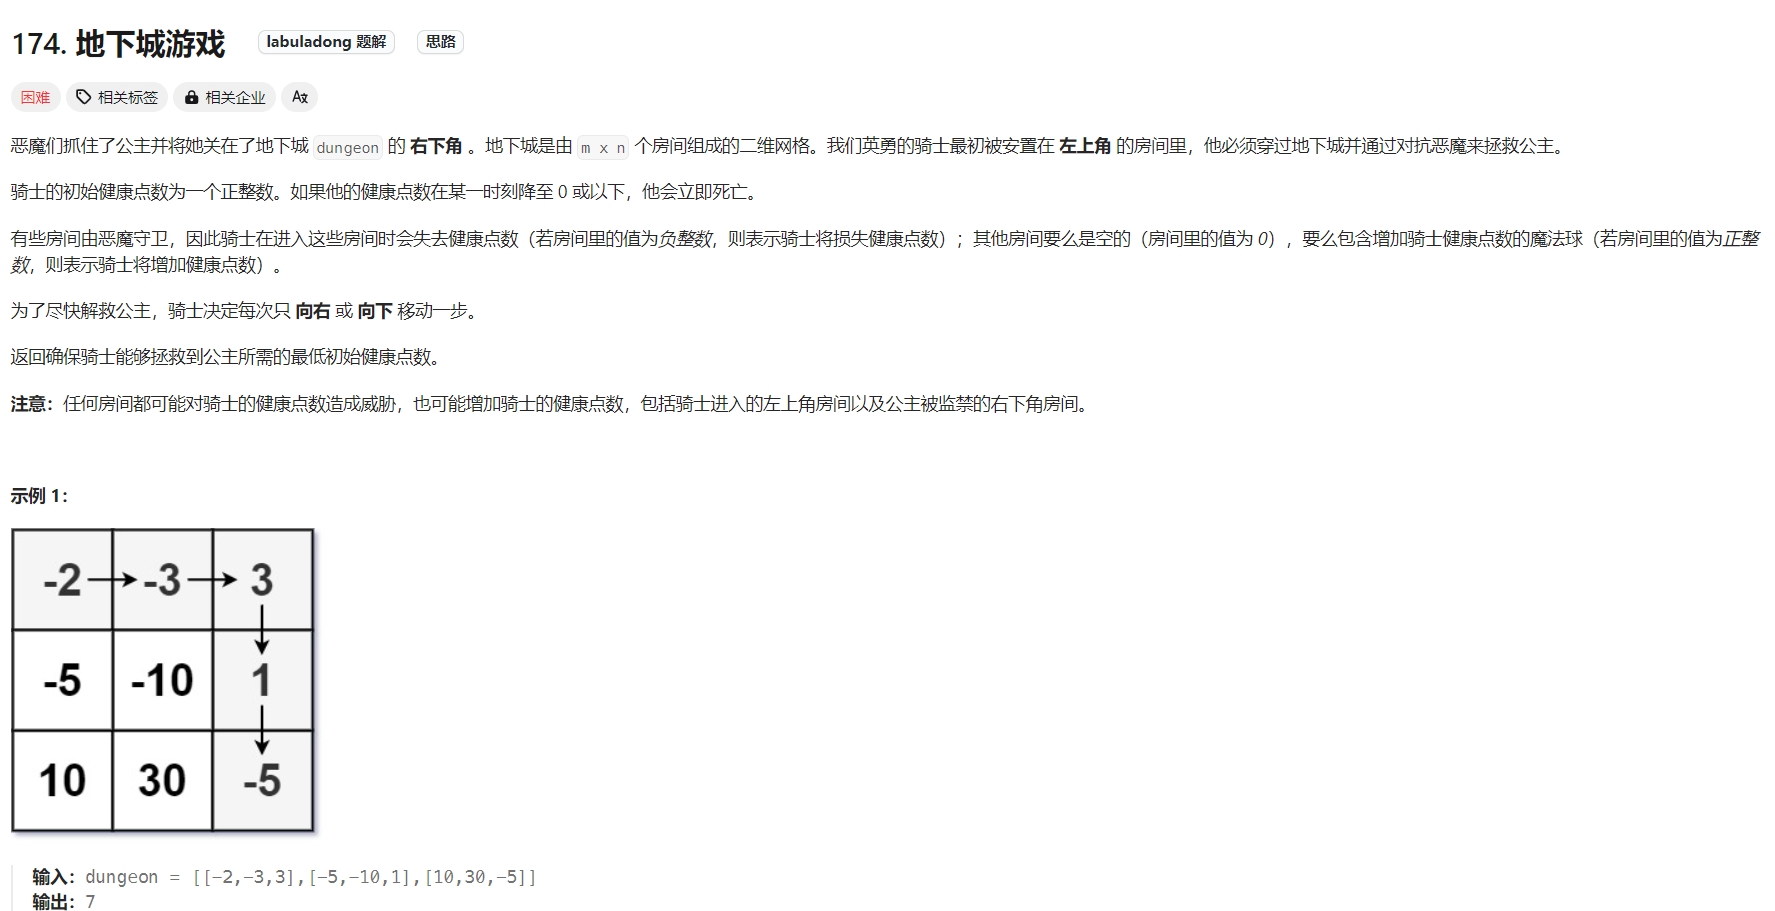 174. 地下城游戏 labuladong 题解 思路
困难 相关标签 相关企业 A文
恶魔们抓住了公主并将她关在了地下城 dungeon 的 右下角 。地下城是由 m x n 个房间组成的二维网格。我们英勇的骑士最初被安置在 左上角 的房间里，他必须穿过地下城并通过对抗恶魔来拯救公主。
骑士的初始健康点数为一个正整数。如果他的健康点数在某一时刻降至 0 或以下，他会立即死亡。
有些房间由恶魔守卫，因此骑士在进入这些房间时会失去健康点数（若房间里的值为负整数，则表示骑士将损失健康点数）；其他房间要么是空的（房间里的值为 0），要么包含增加骑士健康点数的魔法球（若房间里的值为正整
数，则表示骑士将增加健康点数）。
为了尽快解救公主，骑士决定每次只 向右 或 向下 移动一步。
返回确保骑士能够拯救到公主所需的最低初始健康点数。
注意：任何房间都可能对骑士的健康点数造成威胁，也可能增加骑士的健康点数，包括骑士进入的左上角房间以及公主被监禁的右下角房间。
示例 1：
-2 -3 3
-5 -10 1
10 30 -5
输入：dungeon = [[-2,-3,3],[-5,-10,1],[10,30,-5]]
输出：7